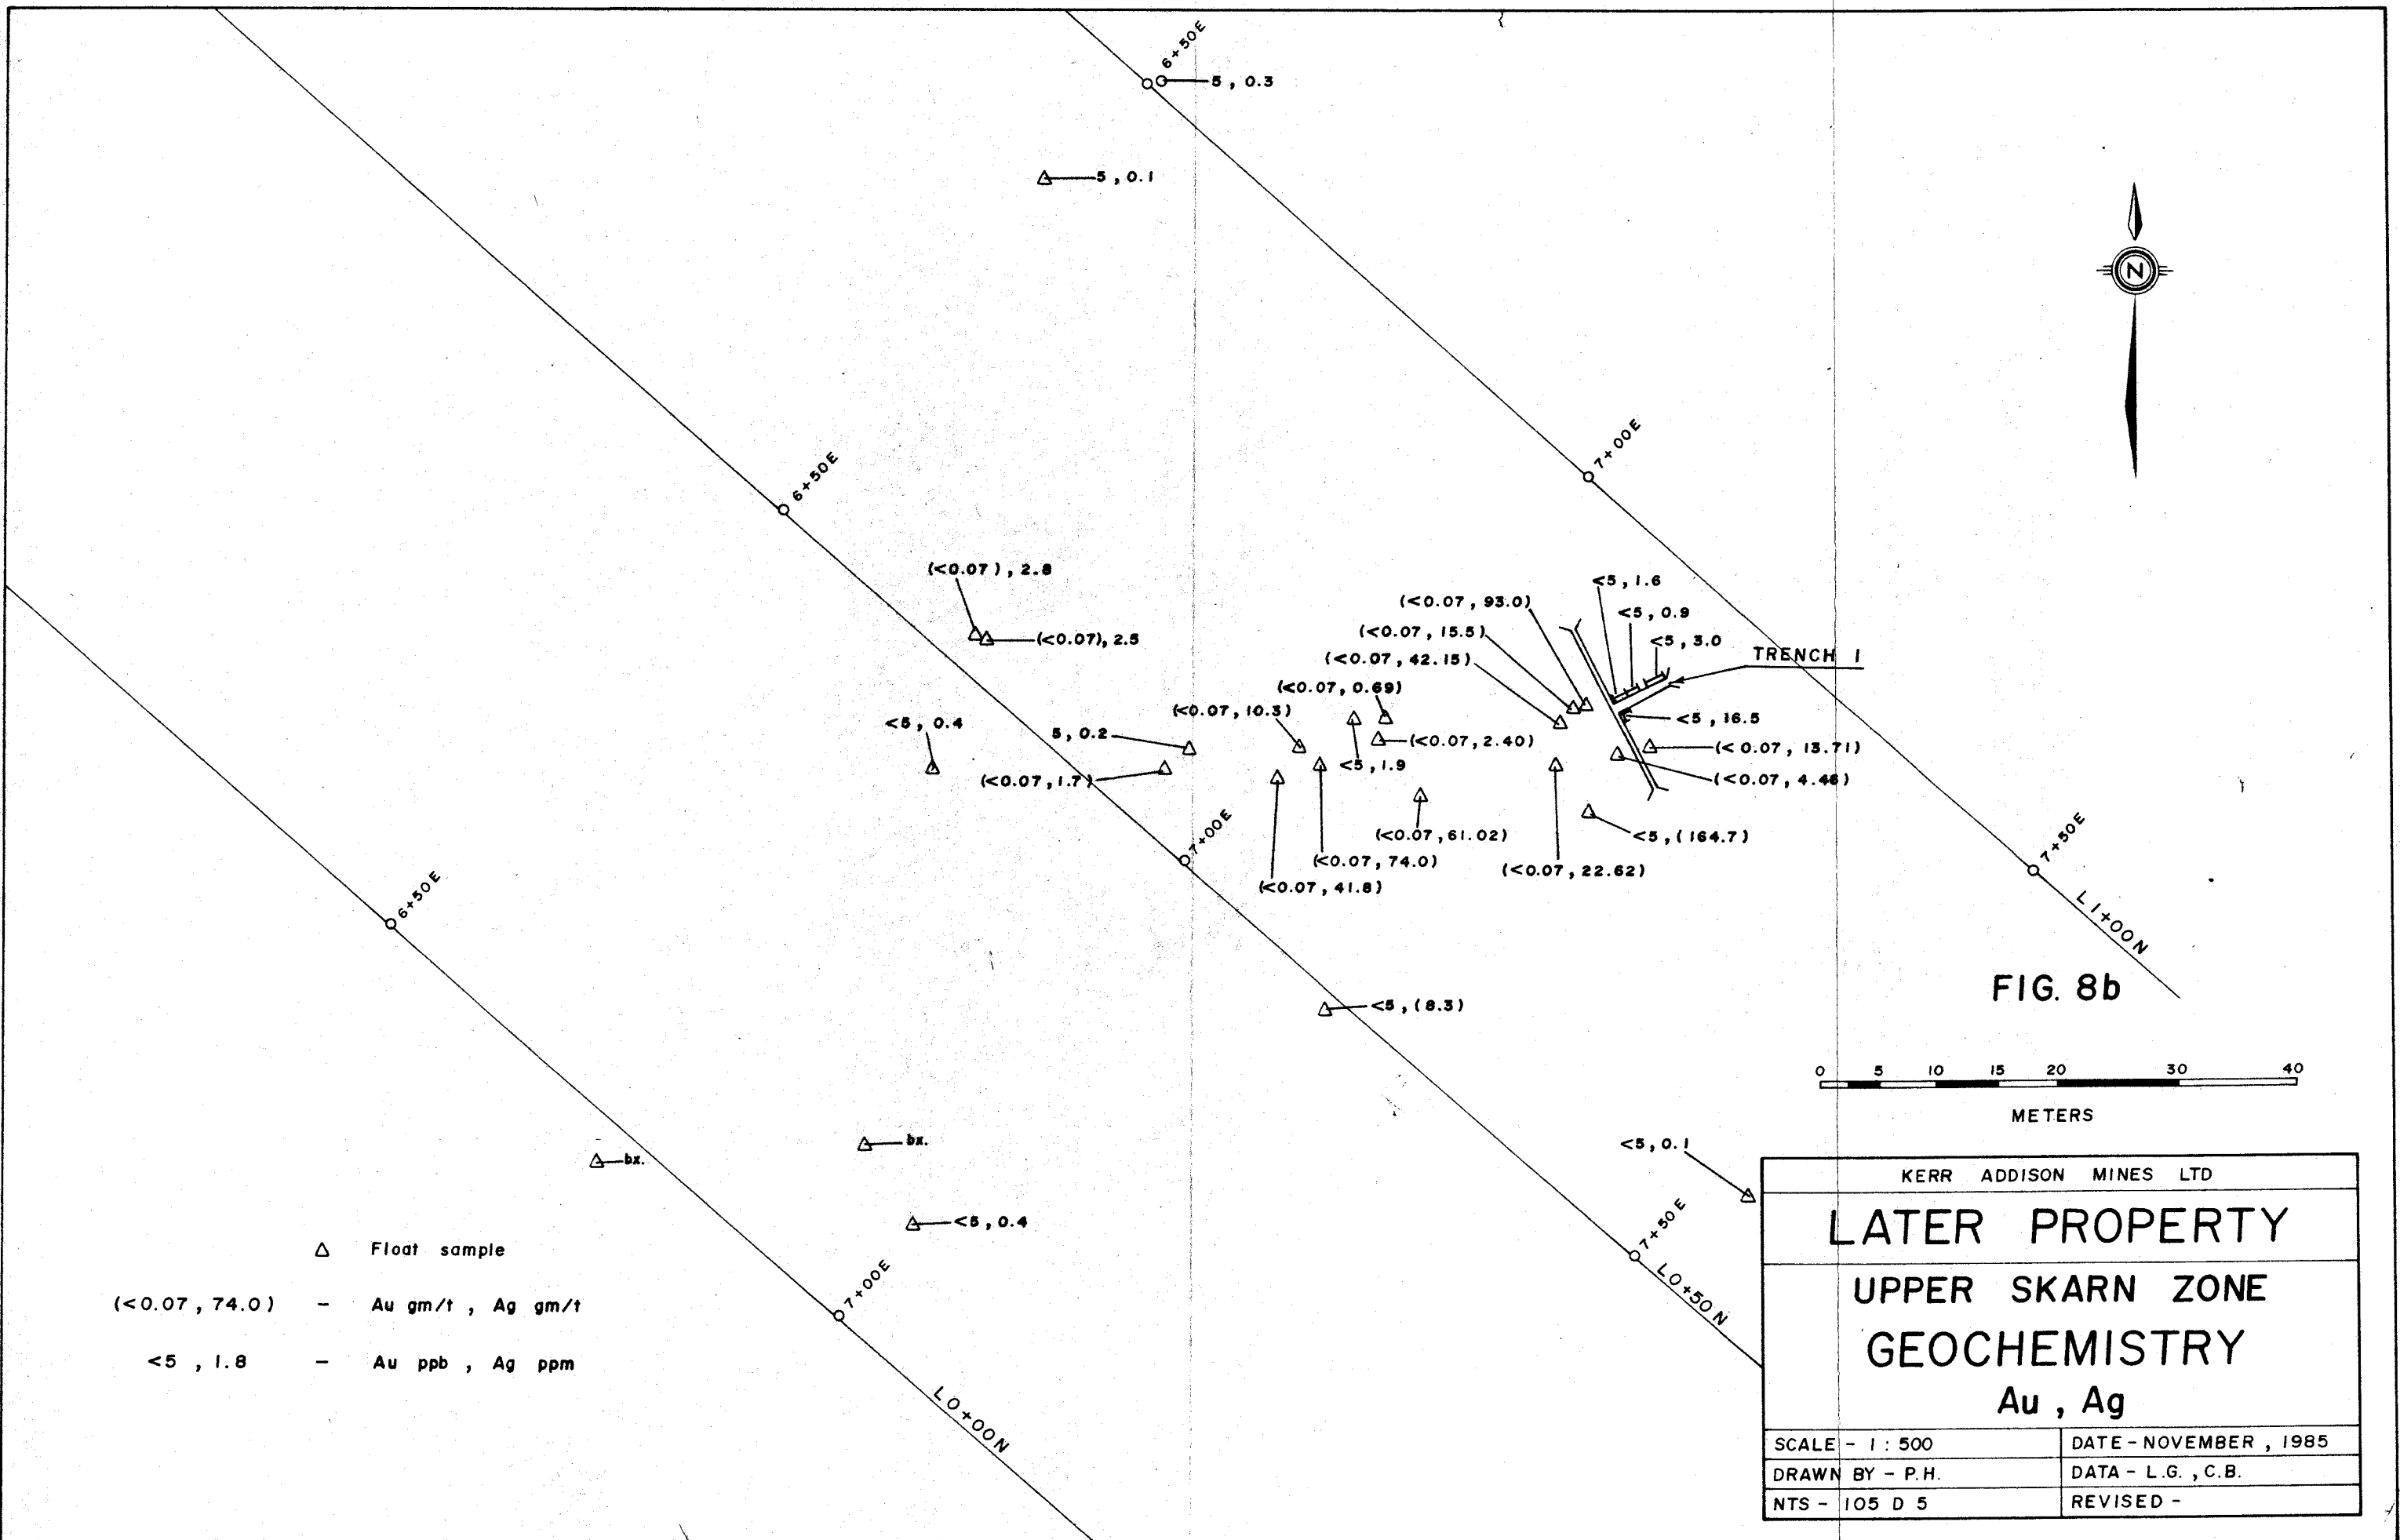 6+50E
5 , 0.3
5 , 0.1
N
7+00E
6+50E
(<0.07 ) , 2.8
(<0.07), 2.5
<5 , 1.6
(<0.07 , 93.0)
<5 , 0.9
(<0.07 , 15.5)
<5 , 3.0
(<0.07 , 42.15)
TRENCH 1
(<0.07, 0.69)
(<0.07, 10.3)
<5 , 16.5
<5 , 0.4
5 , 0.2
(<0.07, 2.40)
(<0.07, 13.71)
<5 , 1.9
(<0.07, 1.7)
(<0.07, 4.46)
(<0.07, 61.02)
<5 , (164.7)
7+00E
(<0.07, 74.0)
(<0.07, 22.62)
7+50E
(<0.07, 41.8)
6+50E
L1+00N
FIG. 8b
<5 , (8.3)
0 5 10 15 20 30 40
METERS
bx.
<5 , 0.1
bx.
<5 , 0.4
7+50E
L0+50N
7+00E
L0+00N
△ Float sample
(<0.07 , 74.0) - Au gm/t , Ag gm/t
<5 , 1.8 - Au ppb , Ag ppm
KERR ADDISON MINES LTD
LATER PROPERTY
UPPER SKARN ZONE
GEOCHEMISTRY
Au , Ag
SCALE - 1 : 500
DATE - NOVEMBER , 1985
DRAWN BY - P.H.
DATA - L.G. , C.B.
NTS - 105 D 5
REVISED -